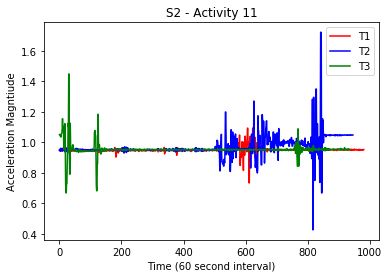 S2 - Activity 11
T1
T2
T3
1.6
1.4
1.2
1.0
0.8
0.6
0.4
Acceleration Magntiude
0
200
400
600
800
1000
Time (60 second interval)